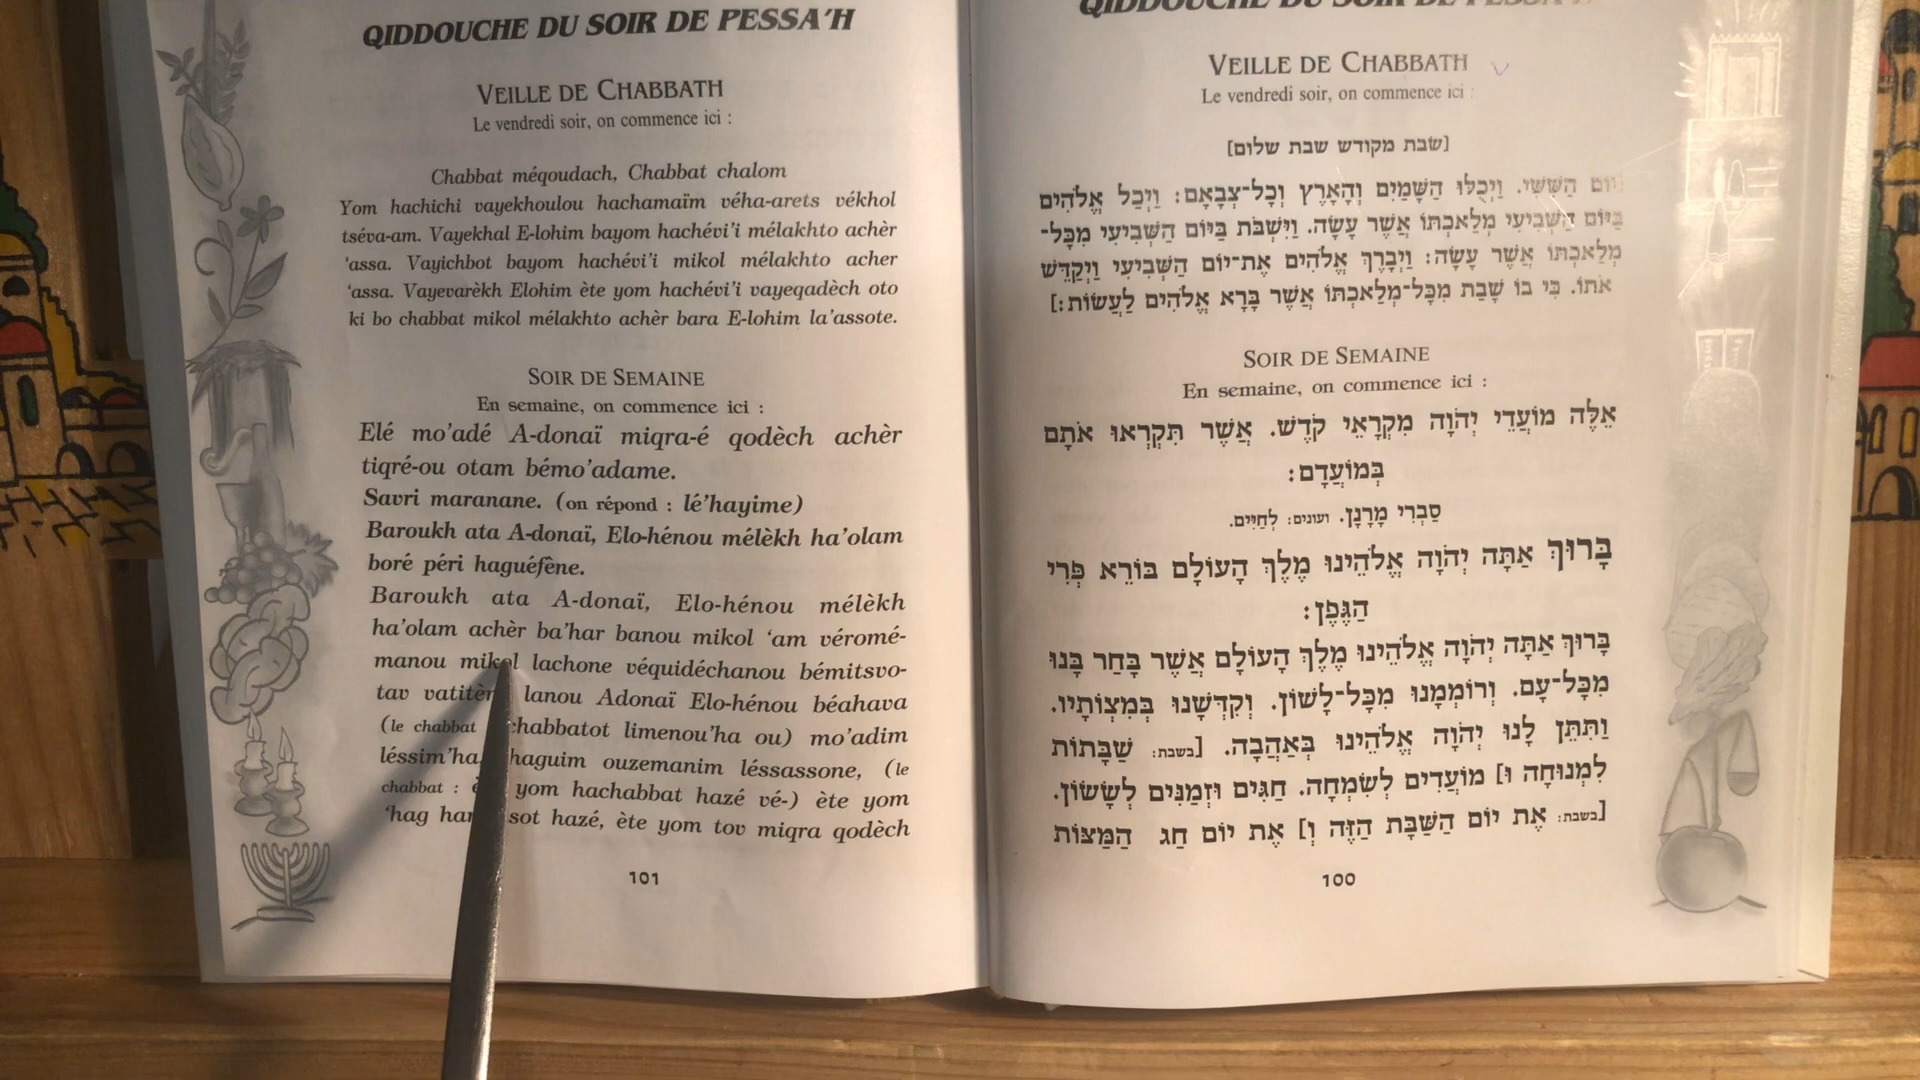 QIDDOUCHE DU SOIR DE PESSA'H
VEILLE DE CHABBATH
Le vendredi soir, on commence ici :
Chabbat méqoudach, Chabbat chalom
Yom hachichi vayekhoulou hachamaïm véha-arets vékhol
tséva-am. Vayekhal E-lohim bayom hachévi'i mélakhto achèr
'assa. Vayichbot bayom hachévi'i mikol mélakhto acher
'assa. Vayevarèkh Elohim ète yom hachévi'i vayeqadèch oto
ki bo chabbat mikol mélakhto achèr bara E-lohim la'assote.
SOIR DE SEMAINE
En semaine, on commence ici :
Elé mo'adé A-donaï miqra-é qodèch achèr
tiqré-ou otam bémo'adame.
Savri maranane. (on répond : lé'hayime)
Baroukh ata A-donaï, Elo-hénou mélèkh ha'olam
boré péri haguéfène.
Baroukh ata A-donaï, Elo-hénou mélèkh
ha'olam achèr ba'har banou mikol 'am véromé-
manou mikol lachone véquidéchanou bémitsvo-
tav lanou Adonaï Elo-hénou béahava
(le chabbat chabbatot limenou'ha ou) mo'adim
léssim'ha, haguim ouzemanim léssassone, (le
chabbat : yom hachabbat hazé vé-) ète yom
'hag hazé, ète yom tov miqra qodèch
101
QIDDOUCHE DU SOIR DE PESSA'H
VEILLE DE CHABBATH
Le vendredi soir, on commence ici :
[שבת מקודש שבת שלום]
יוֹם הַשִּׁשִּׁי. וַיְכֻלּוּ הַשָּׁמַיִם וְהָאָרֶץ וְכָל־צְבָאָם: וַיְכַל אֱלֹהִים
בַּיּוֹם הַשְּׁבִיעִי מְלַאכְתּוֹ אֲשֶׁר עָשָׂה. וַיִּשְׁבֹּת בַּיּוֹם הַשְּׁבִיעִי מִכָּל־
מְלַאכְתּוֹ אֲשֶׁר עָשָׂה: וַיְבָרֶךְ אֱלֹהִים אֶת־יוֹם הַשְּׁבִיעִי וַיְקַדֵּשׁ
אֹתוֹ. כִּי בוֹ שָׁבַת מִכָּל־מְלַאכְתּוֹ אֲשֶׁר בָּרָא אֱלֹהִים לַעֲשׂוֹת:]
SOIR DE SEMAINE
En semaine, on commence ici :
אֵלֶּה מוֹעֲדֵי יְהֹוָה מִקְרָאֵי קֹדֶשׁ. אֲשֶׁר תִּקְרְאוּ אֹתָם
בְּמוֹעֲדָם:
סַבְרִי מָרָנָן. ועונים: לְחַיִּים.
בָּרוּךְ אַתָּה יְהֹוָה אֱלֹהֵינוּ מֶלֶךְ הָעוֹלָם בּוֹרֵא פְּרִי
הַגֶּפֶן:
בָּרוּךְ אַתָּה יְהֹוָה אֱלֹהֵינוּ מֶלֶךְ הָעוֹלָם אֲשֶׁר בָּחַר בָּנוּ
מִכָּל־עָם. וְרוֹמְמָנוּ מִכָּל־לָשׁוֹן. וְקִדְּשָׁנוּ בְּמִצְוֹתָיו.
וַתִּתֵּן לָנוּ יְהֹוָה אֱלֹהֵינוּ בְּאַהֲבָה. [בשבת: שַׁבָּתוֹת
לִמְנוּחָה וּ] מוֹעֲדִים לְשִׂמְחָה. חַגִּים וּזְמַנִּים לְשָׂשׂוֹן.
[בשבת: אֶת יוֹם הַשַּׁבָּת הַזֶּה וְ] אֶת יוֹם חַג הַמַּצּוֹת
100